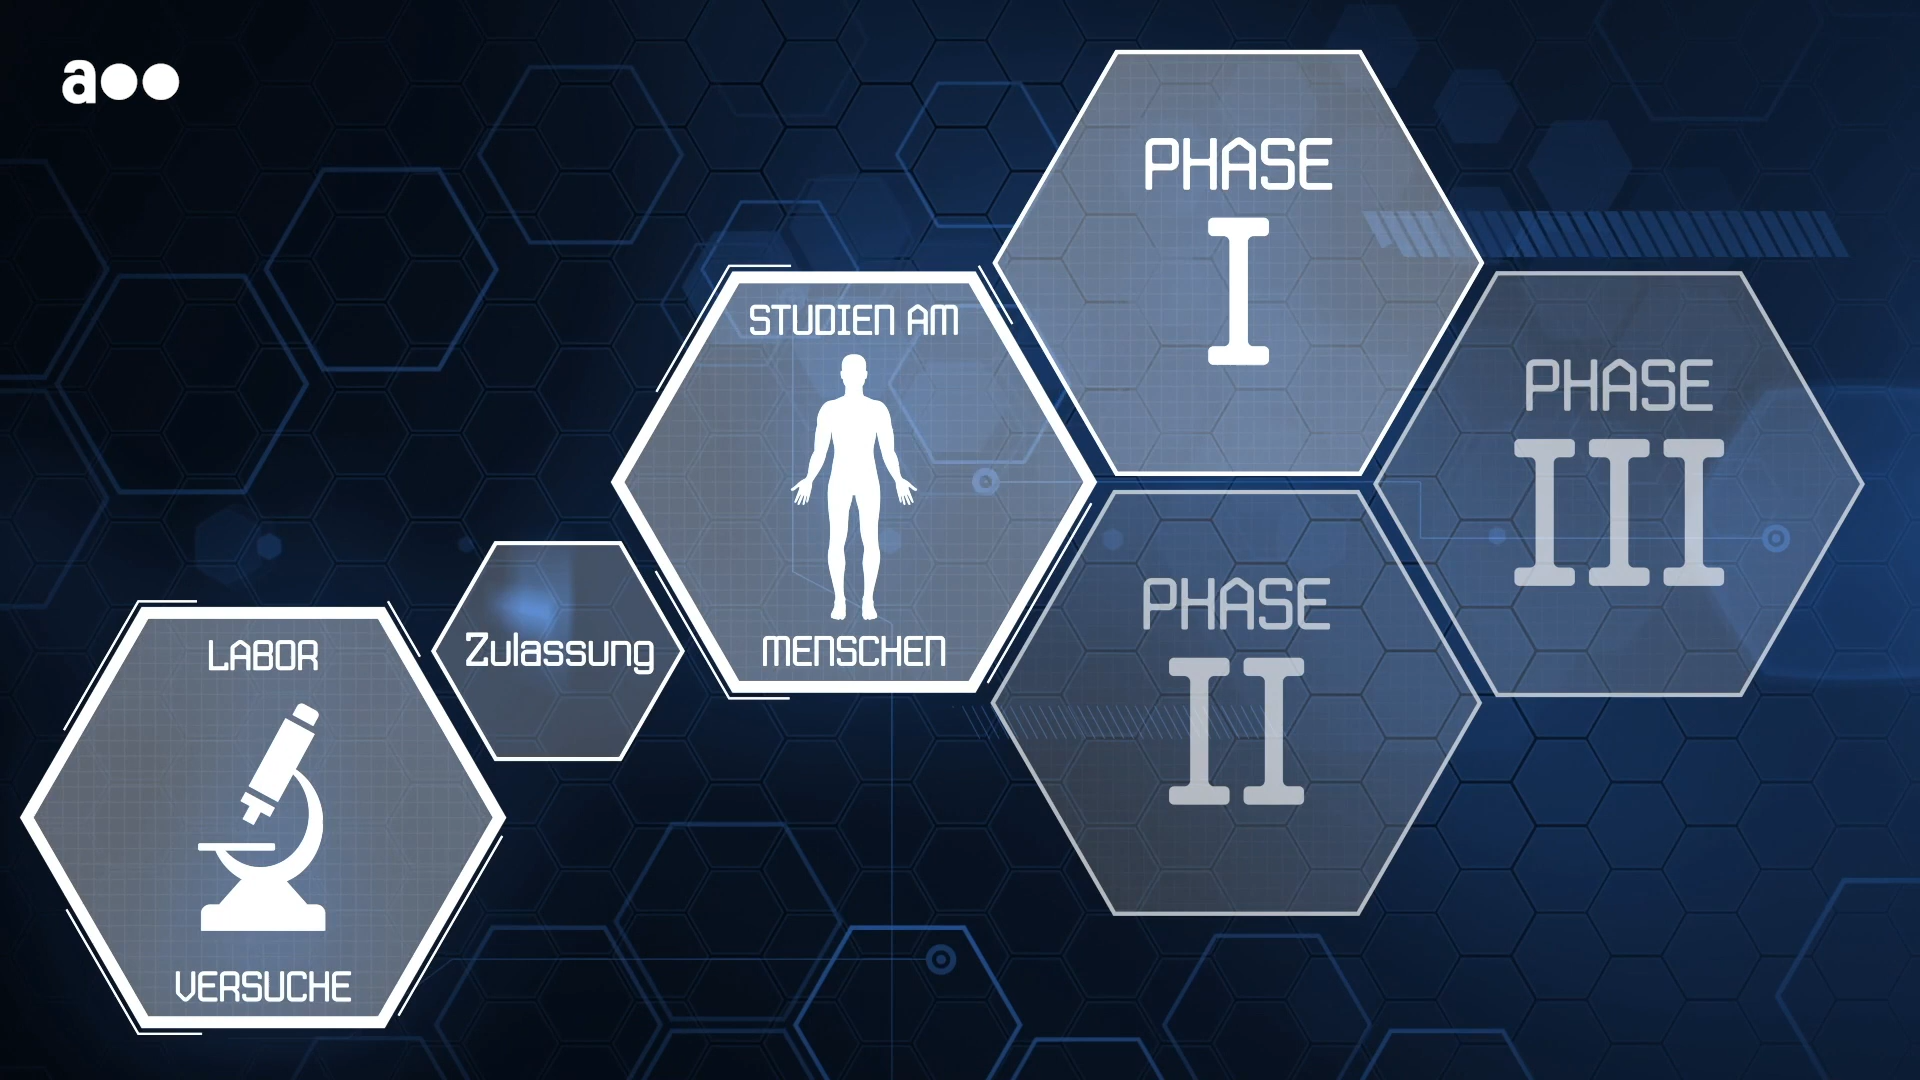 a
LABOR
VERSUCHE
Zulassung
STUDIEN AM
MENSCHEN
PHASE
I
PHASE
II
PHASE
III